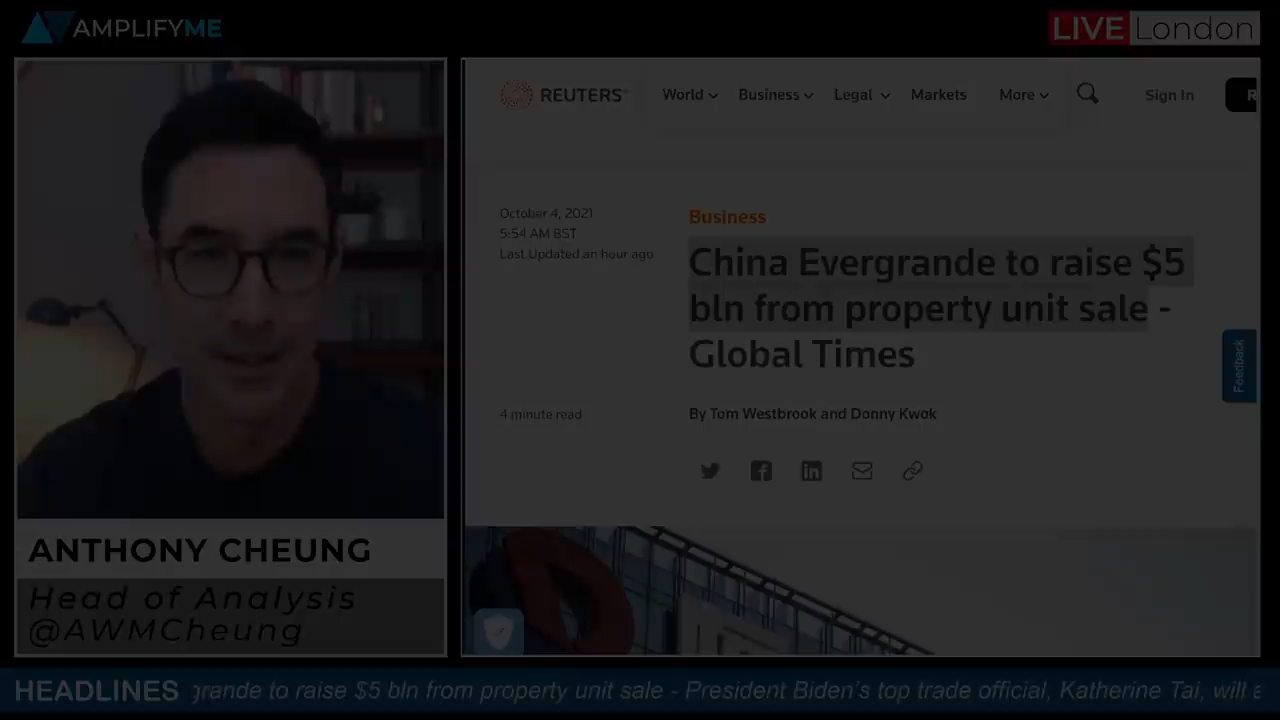 AMPLIFYME
LIVE London
REUTERS
World Business Legal Markets More Sign In R
October 4, 2021
5:54 AM BST
Last Updated an hour ago
Business
China Evergrande to raise $5
bln from property unit sale -
Global Times
Feedback
4 minute read
By Tom Westbrook and Donny Kwok
ANTHONY CHEUNG
Head of Analysis
@AWMCheung
HEADLINES grande to raise $5 bln from property unit sale - President Biden's top trade official, Katherine Tai, will